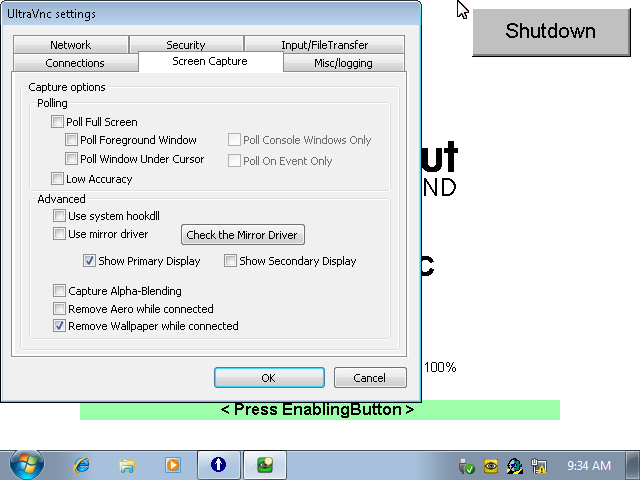 UltraVnc settings
Shutdown
Network
Security
Input/FileTransfer
Connections
Screen Capture
Misc/logging
Capture options
Polling
Poll Full Screen
Poll Foreground Window
Poll Console Windows Only
Poll Window Under Cursor
Poll On Event Only
Low Accuracy
ut
ND
Advanced
Use system hookdll
Use mirror driver
Check the Mirror Driver
Show Primary Display
Show Secondary Display
c
Capture Alpha-Blending
Remove Aero while connected
Remove Wallpaper while connected
100%
OK
Cancel
< Press EnablingButton >
9:34 AM